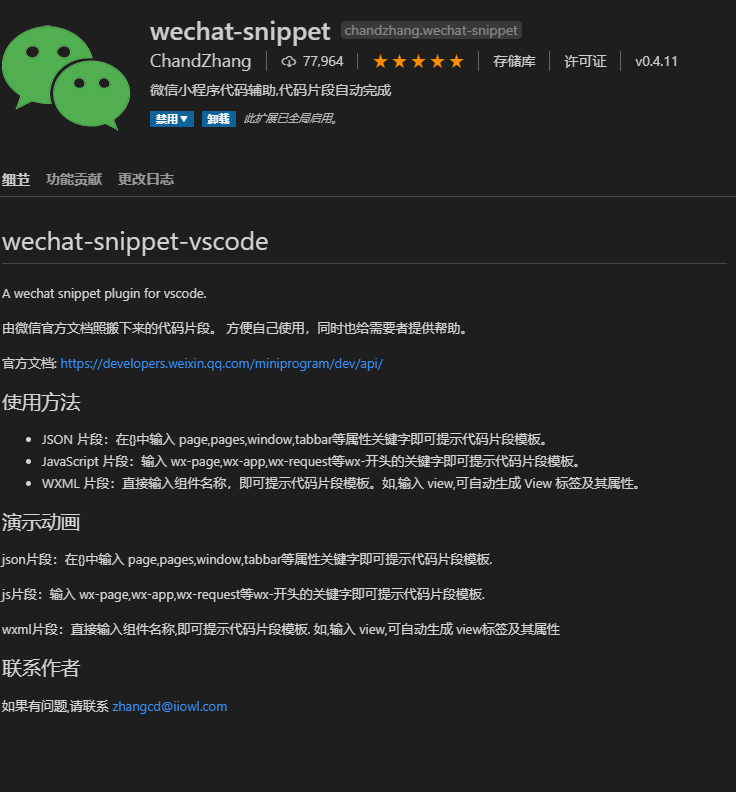 wechat-snippet chandzhang.wechat-snippet
ChandZhang 77,964 ★★★★★ 存储库 许可证 v0.4.11
微信小程序代码辅助,代码片段自动完成
禁用▼ 卸载 此扩展已全局启用。
细节 功能贡献 更改日志
wechat-snippet-vscode
A wechat snippet plugin for vscode.
由微信官方文档照搬下来的代码片段。 方便自己使用，同时也给需要者提供帮助。
官方文档: https://developers.weixin.qq.com/miniprogram/dev/api/
使用方法
• JSON 片段：在{}中输入 page,pages,window,tabbar等属性关键字即可提示代码片段模板。
• JavaScript 片段：输入 wx-page,wx-app,wx-request等wx-开头的关键字即可提示代码片段模板。
• WXML 片段：直接输入组件名称，即可提示代码片段模板。如,输入 view,可自动生成 View 标签及其属性。
演示动画
json片段：在{}中输入 page,pages,window,tabbar等属性关键字即可提示代码片段模板.
js片段：输入 wx-page,wx-app,wx-request等wx-开头的关键字即可提示代码片段模板.
wxml片段：直接输入组件名称,即可提示代码片段模板. 如,输入 view,可自动生成 view标签及其属性
联系作者
如果有问题,请联系 zhangcd@iiowl.com